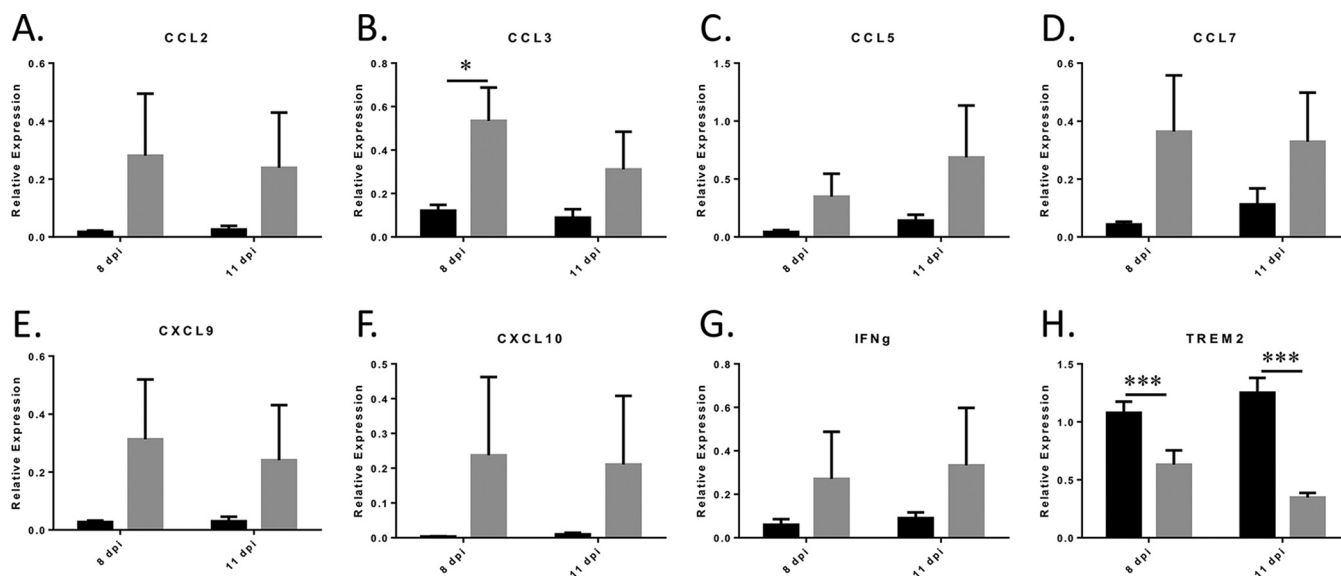 A.
CCL2
Relative Expression
0.6
0.4
0.2
0.0
8 dpi
11 dpi
B.
CCL3
*
Relative Expression
0.8
0.6
0.4
0.2
0.0
8 dpi
11 dpi
C.
CCL5
Relative Expression
1.5
1.0
0.5
0.0
8 dpi
11 dpi
D.
CCL7
Relative Expression
0.6
0.4
0.2
0.0
8 dpi
11 dpi
E.
CXCL9
Relative Expression
0.6
0.4
0.2
0.0
8 dpi
11 dpi
F.
CXCL10
Relative Expression
0.5
0.4
0.3
0.2
0.1
0.0
8 dpi
11 dpi
G.
IFNg
Relative Expression
0.8
0.6
0.4
0.2
0.0
8 dpi
11 dpi
H.
TREM2
***
***
Relative Expression
1.5
1.0
0.5
0.0
8 dpi
11 dpi